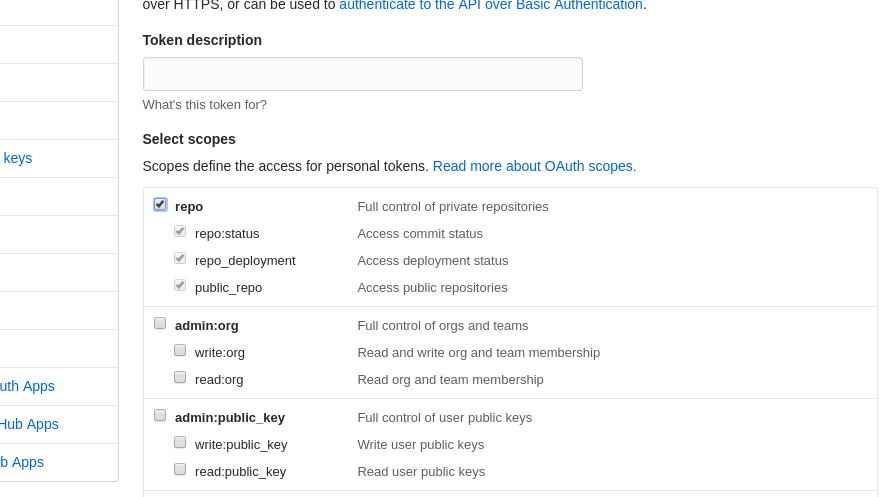 over HTTPS, or can be used to authenticate to the API over Basic Authentication.
Token description
What's this token for?
Select scopes
Scopes define the access for personal tokens. Read more about OAuth scopes.
repo Full control of private repositories
repo:status Access commit status
repo_deployment Access deployment status
public_repo Access public repositories
admin:org Full control of orgs and teams
write:org Read and write org and team membership
read:org Read org and team membership
admin:public_key Full control of user public keys
write:public_key Write user public keys
read:public_key Read user public keys
keys
uth Apps
Hub Apps
b Apps